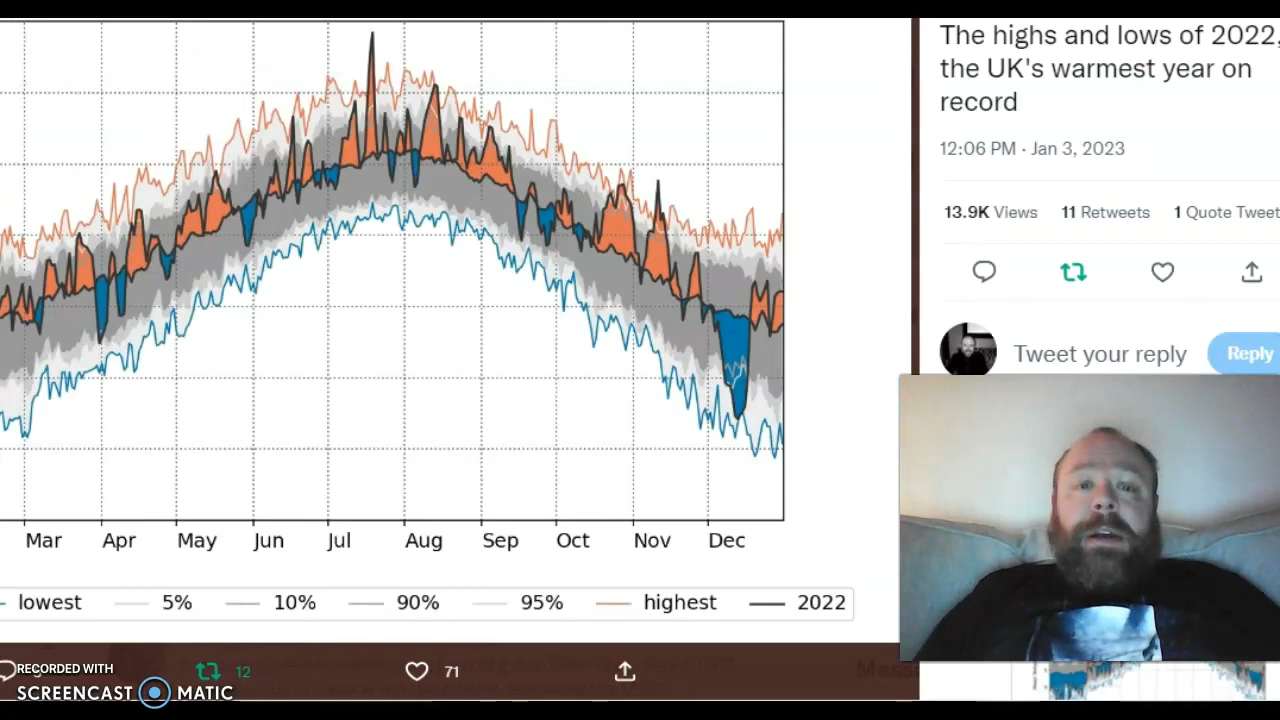 The highs and lows of 2022,
the UK's warmest year on
record
12:06 PM · Jan 3, 2023
13.9K Views 11 Retweets 1 Quote Tweet
Tweet your reply
Reply
Mar Apr May Jun Jul Aug Sep Oct Nov Dec
lowest 5% 10% 90% 95% highest 2022
12 71
RECORDED WITH
SCREENCAST MATIC